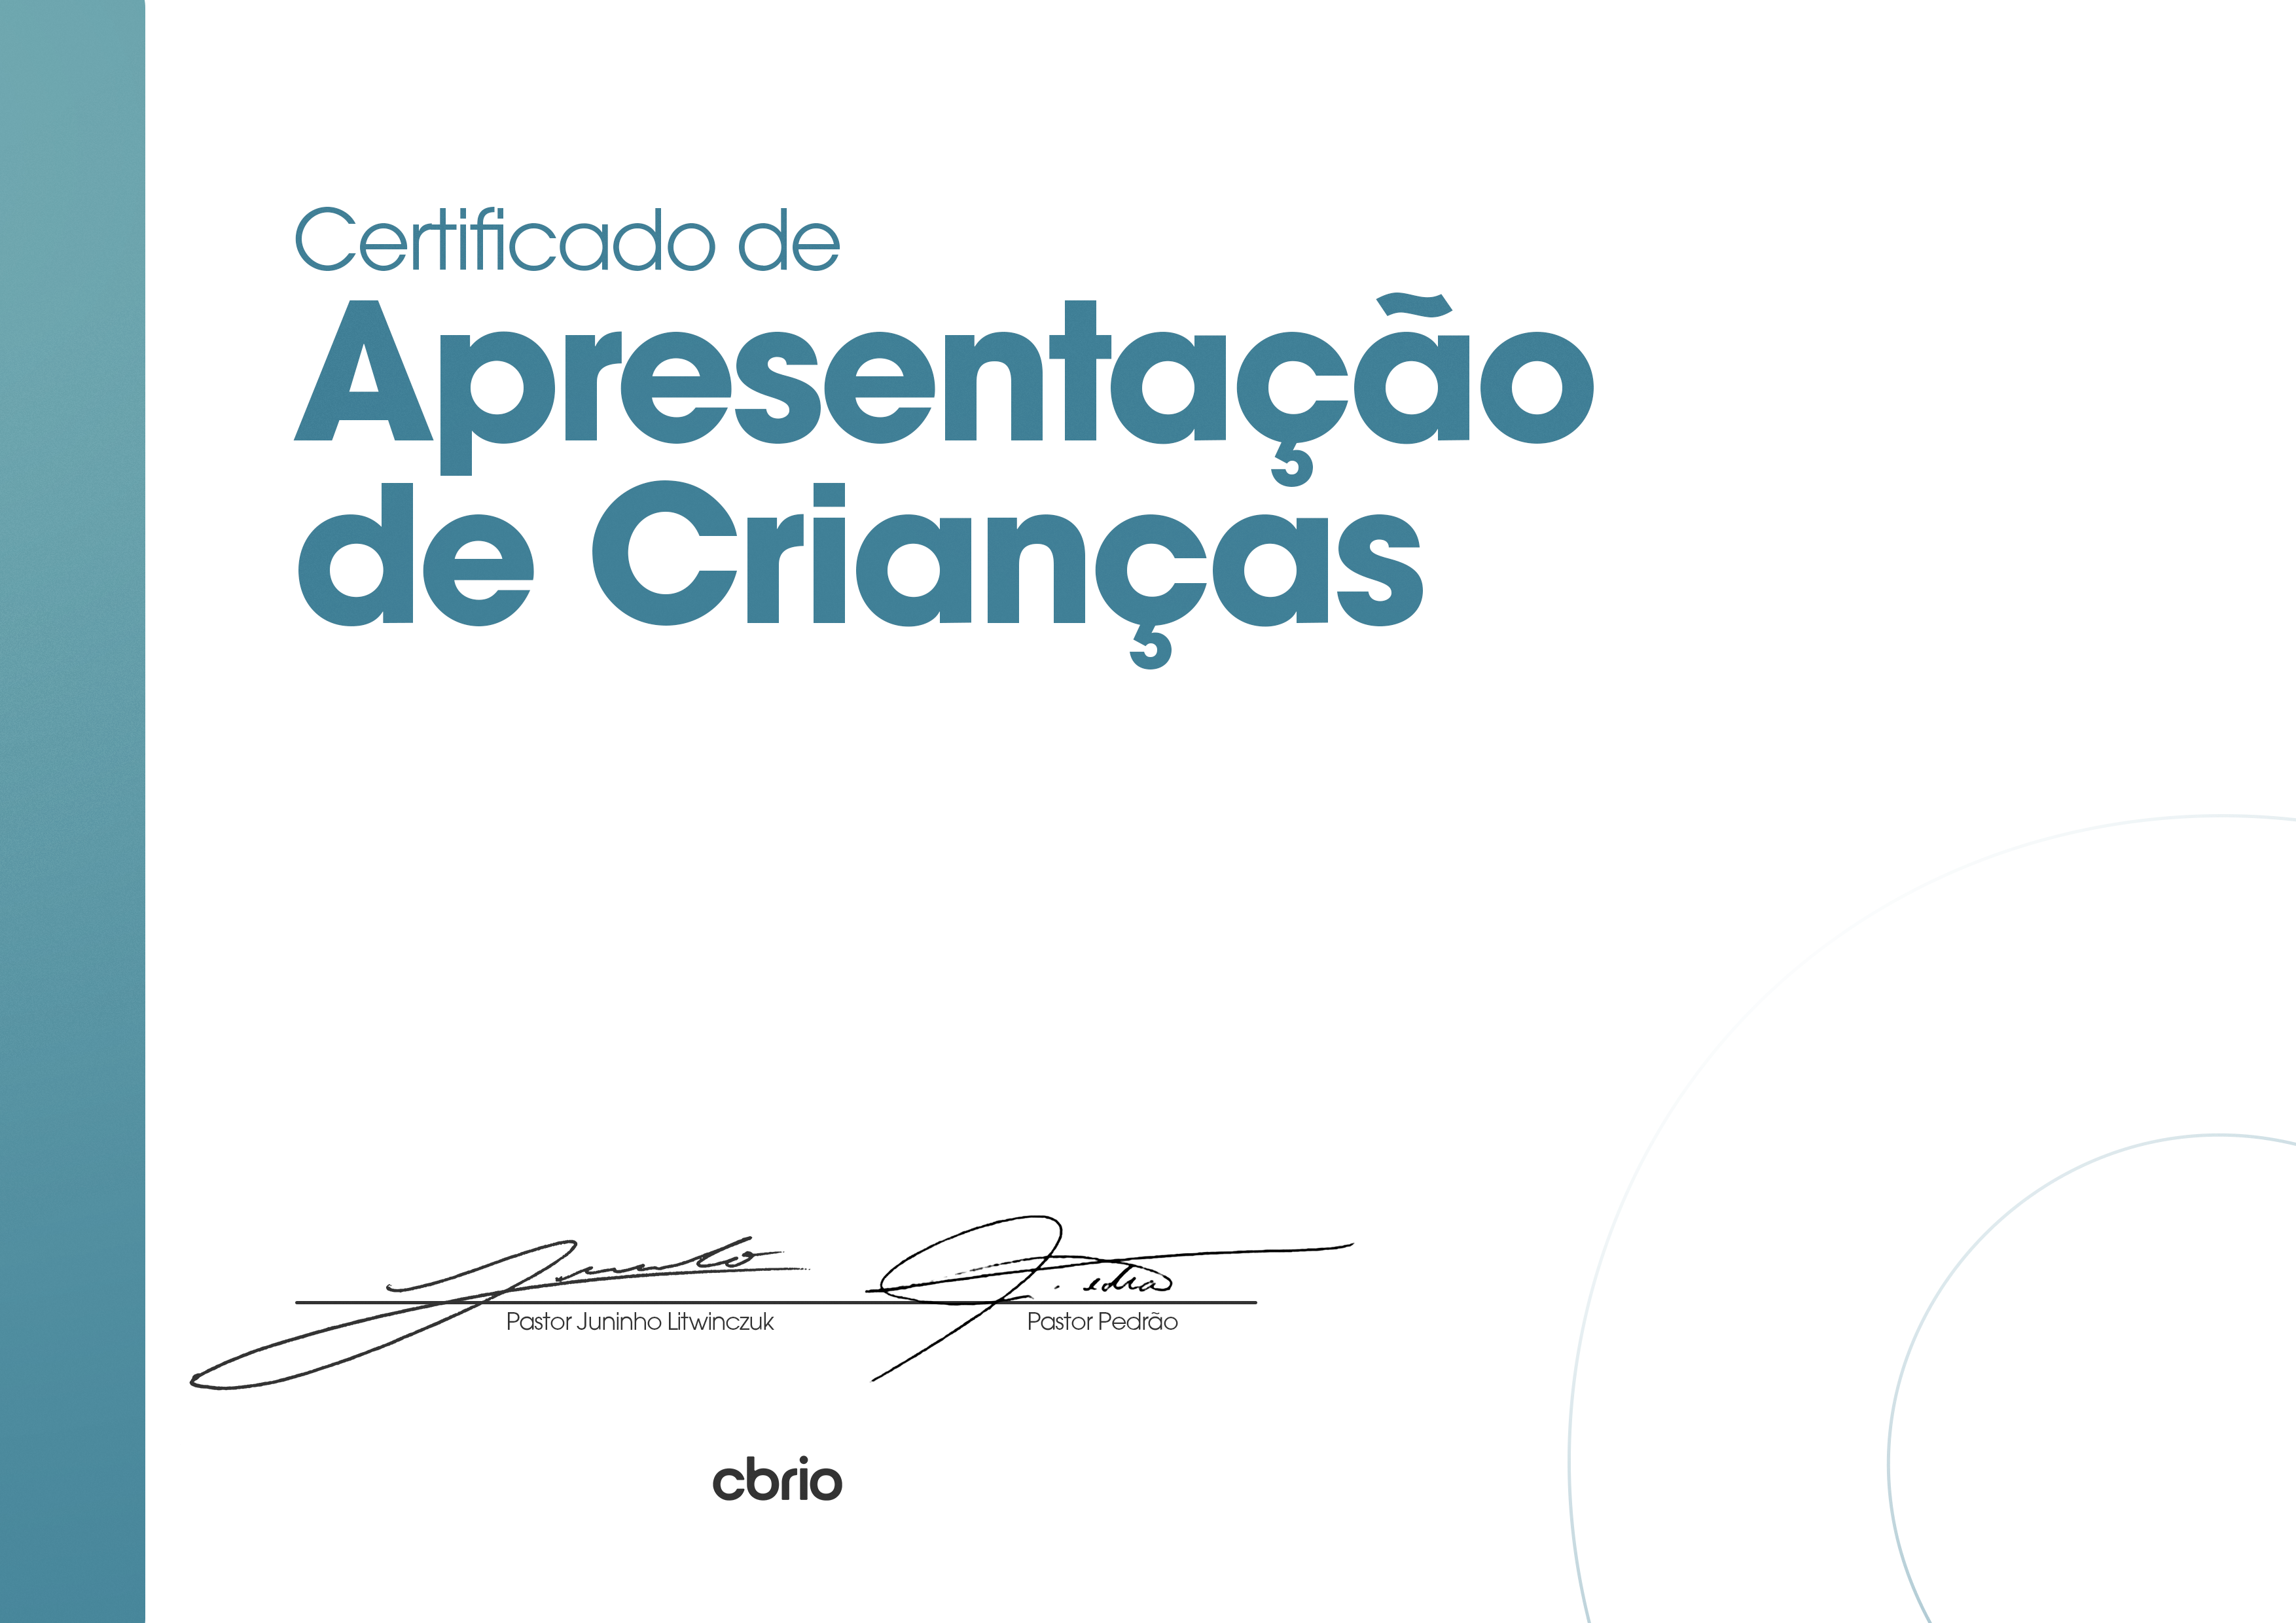 Certificado de
Apresentação
de Crianças
Pastor Juninho Litwinczuk
Pastor Pedrão
cbrio